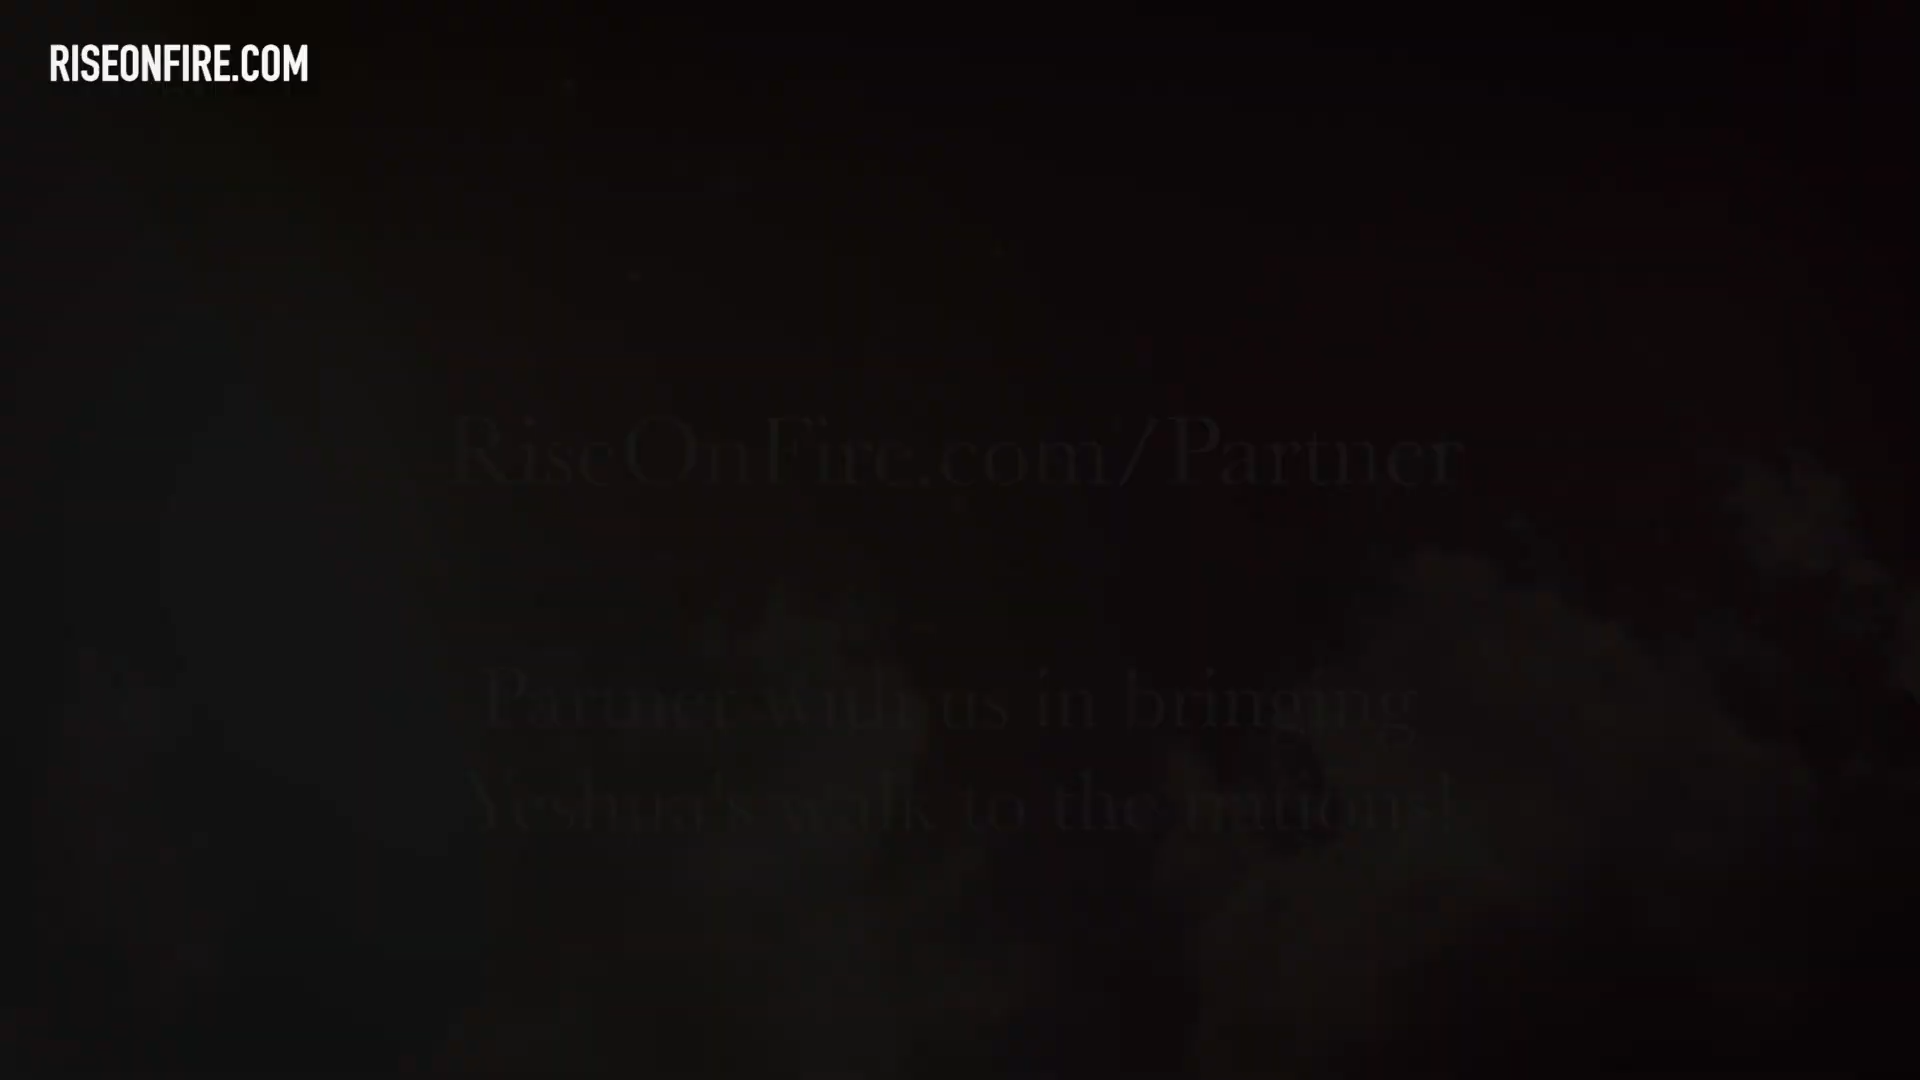 RISEONFIRE.COM
RiseOnFire.com/Partner
Partner with us in bringing
Yeshua's walk to the nations!